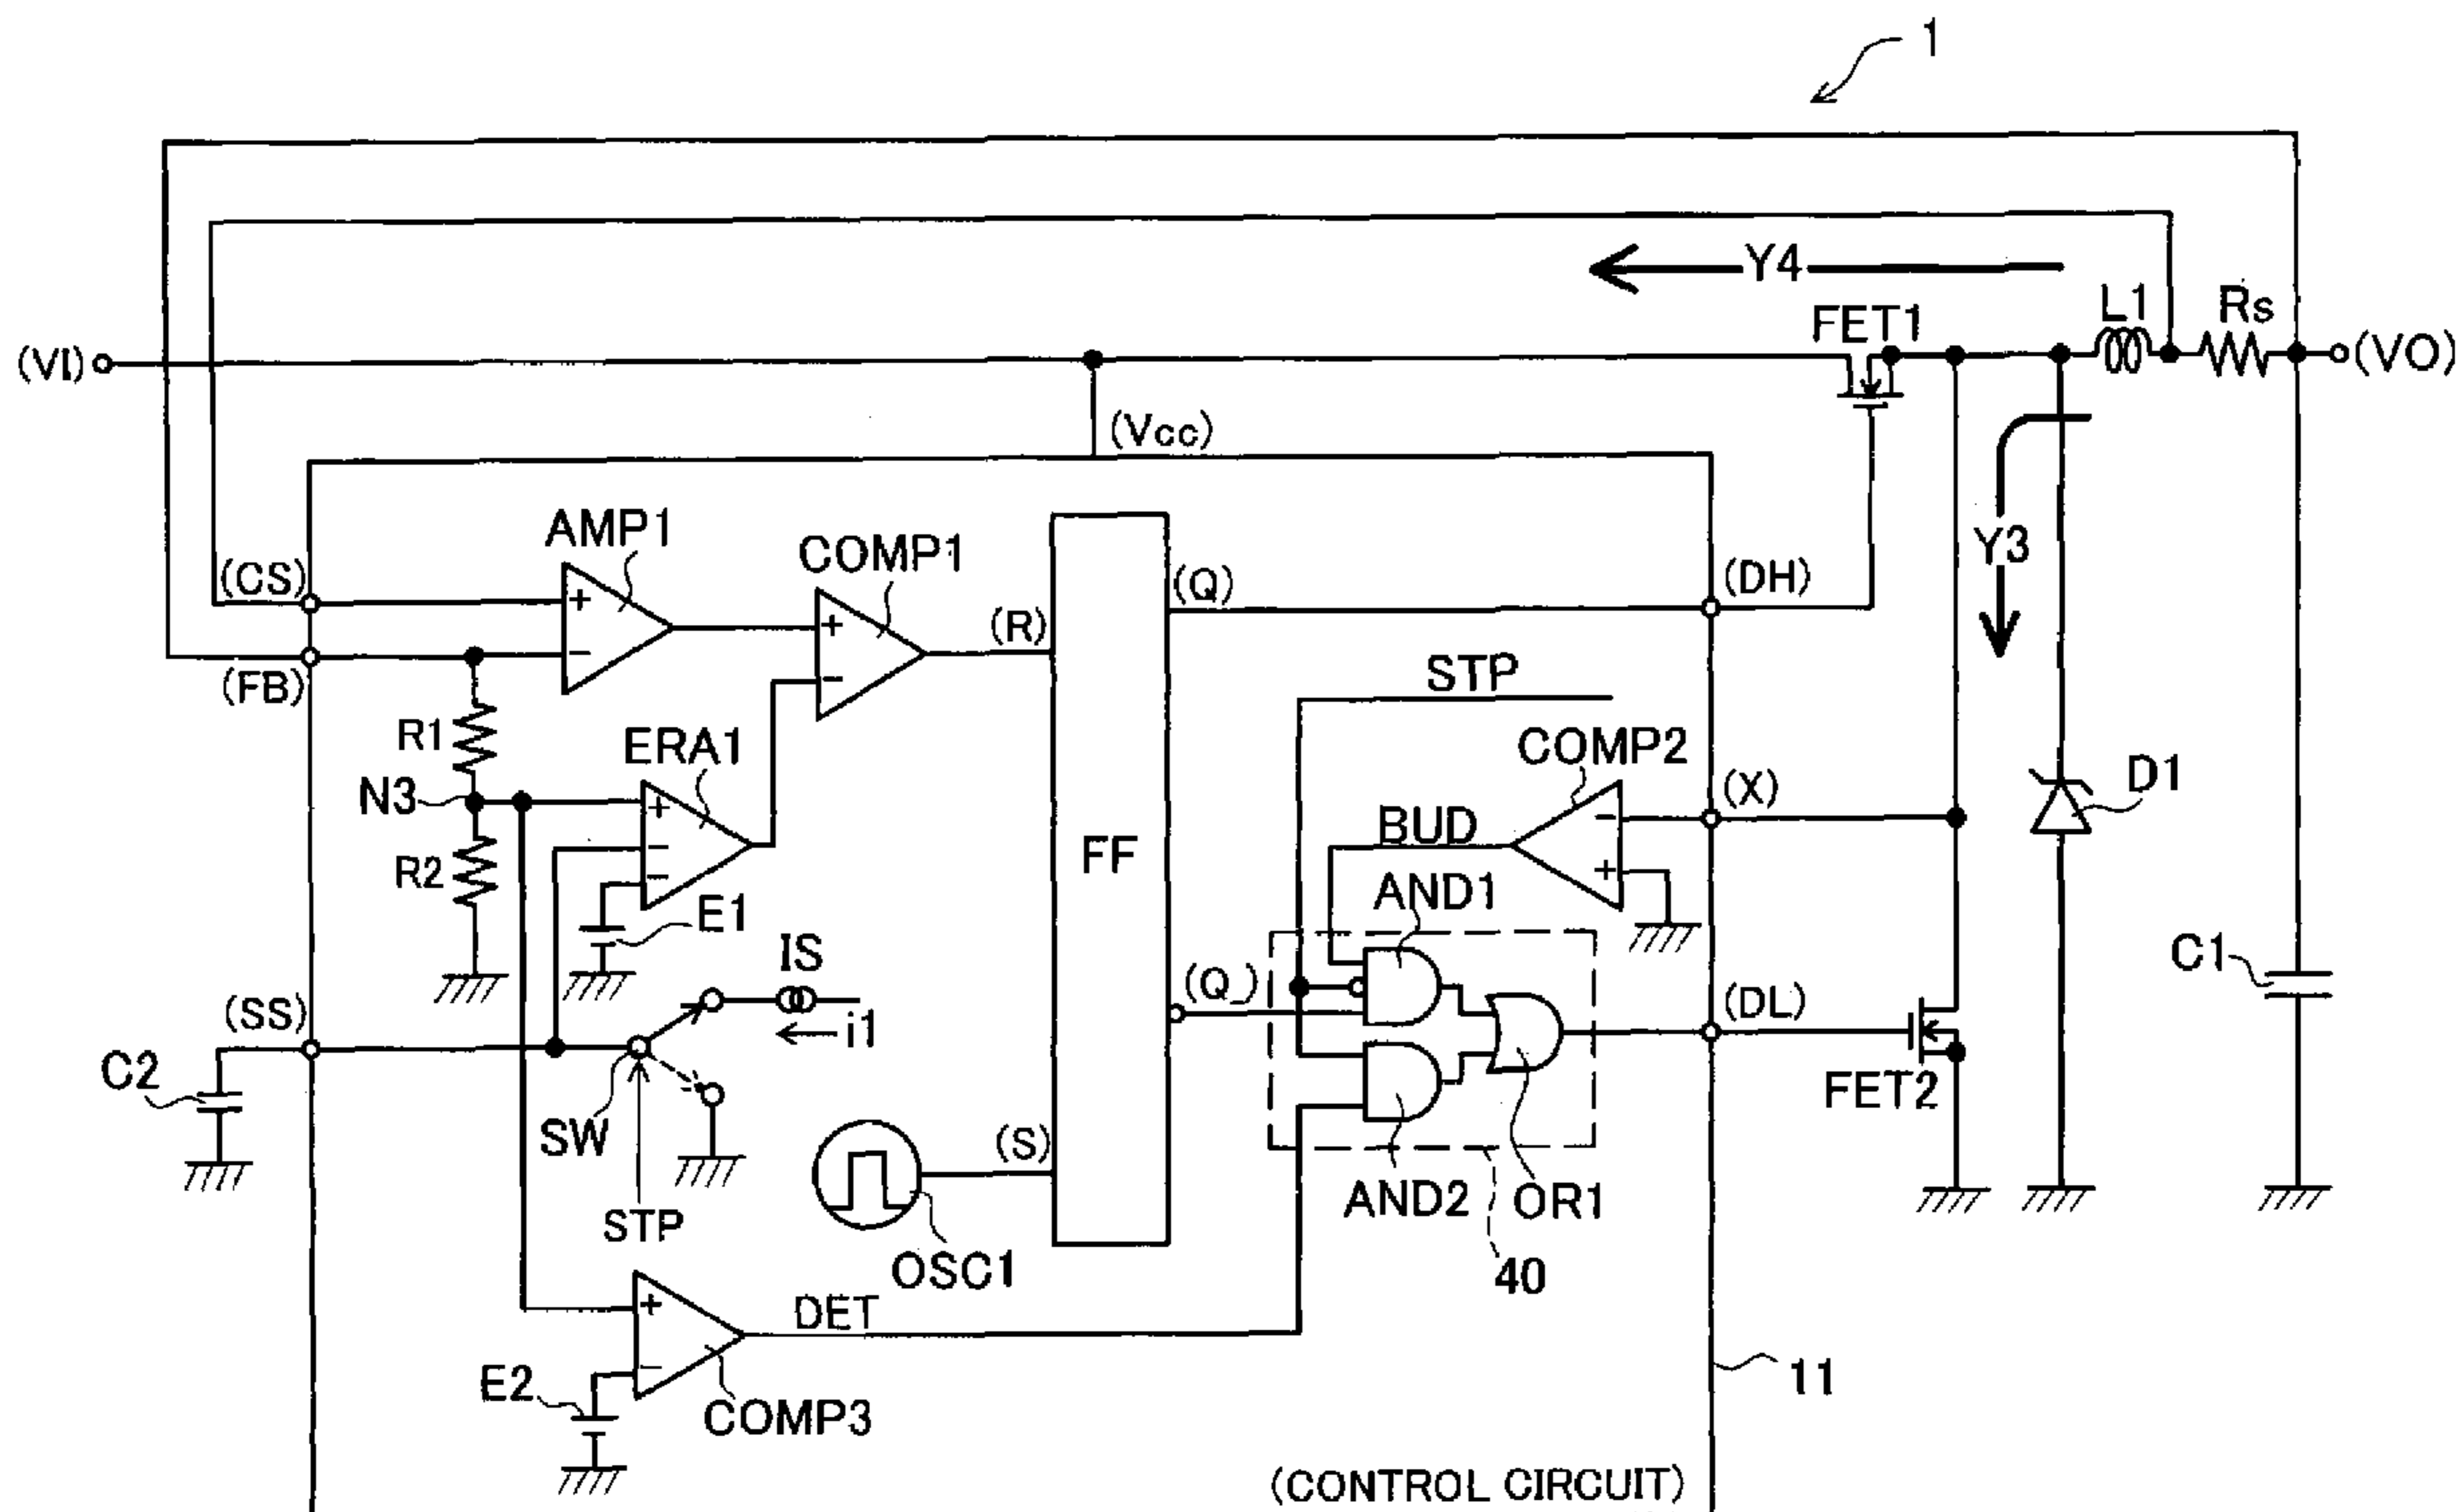 1
Y4
FET1
L1
Rs
(VI)
(VO)
(Vcc)
AMP1
COMP1
Y3
(CS)
(Q)
(DH)
(R)
(FB)
STP
R1
ERA1
COMP2
N3
(X)
D1
BUD
FF
R2
AND1
E1
IS
C1
(SS)
(Q_)
(DL)
i1
C2
FET2
SW
(S)
STP
AND2
OR1
OSC1
40
DET
E2
11
COMP3
(CONTROL CIRCUIT)